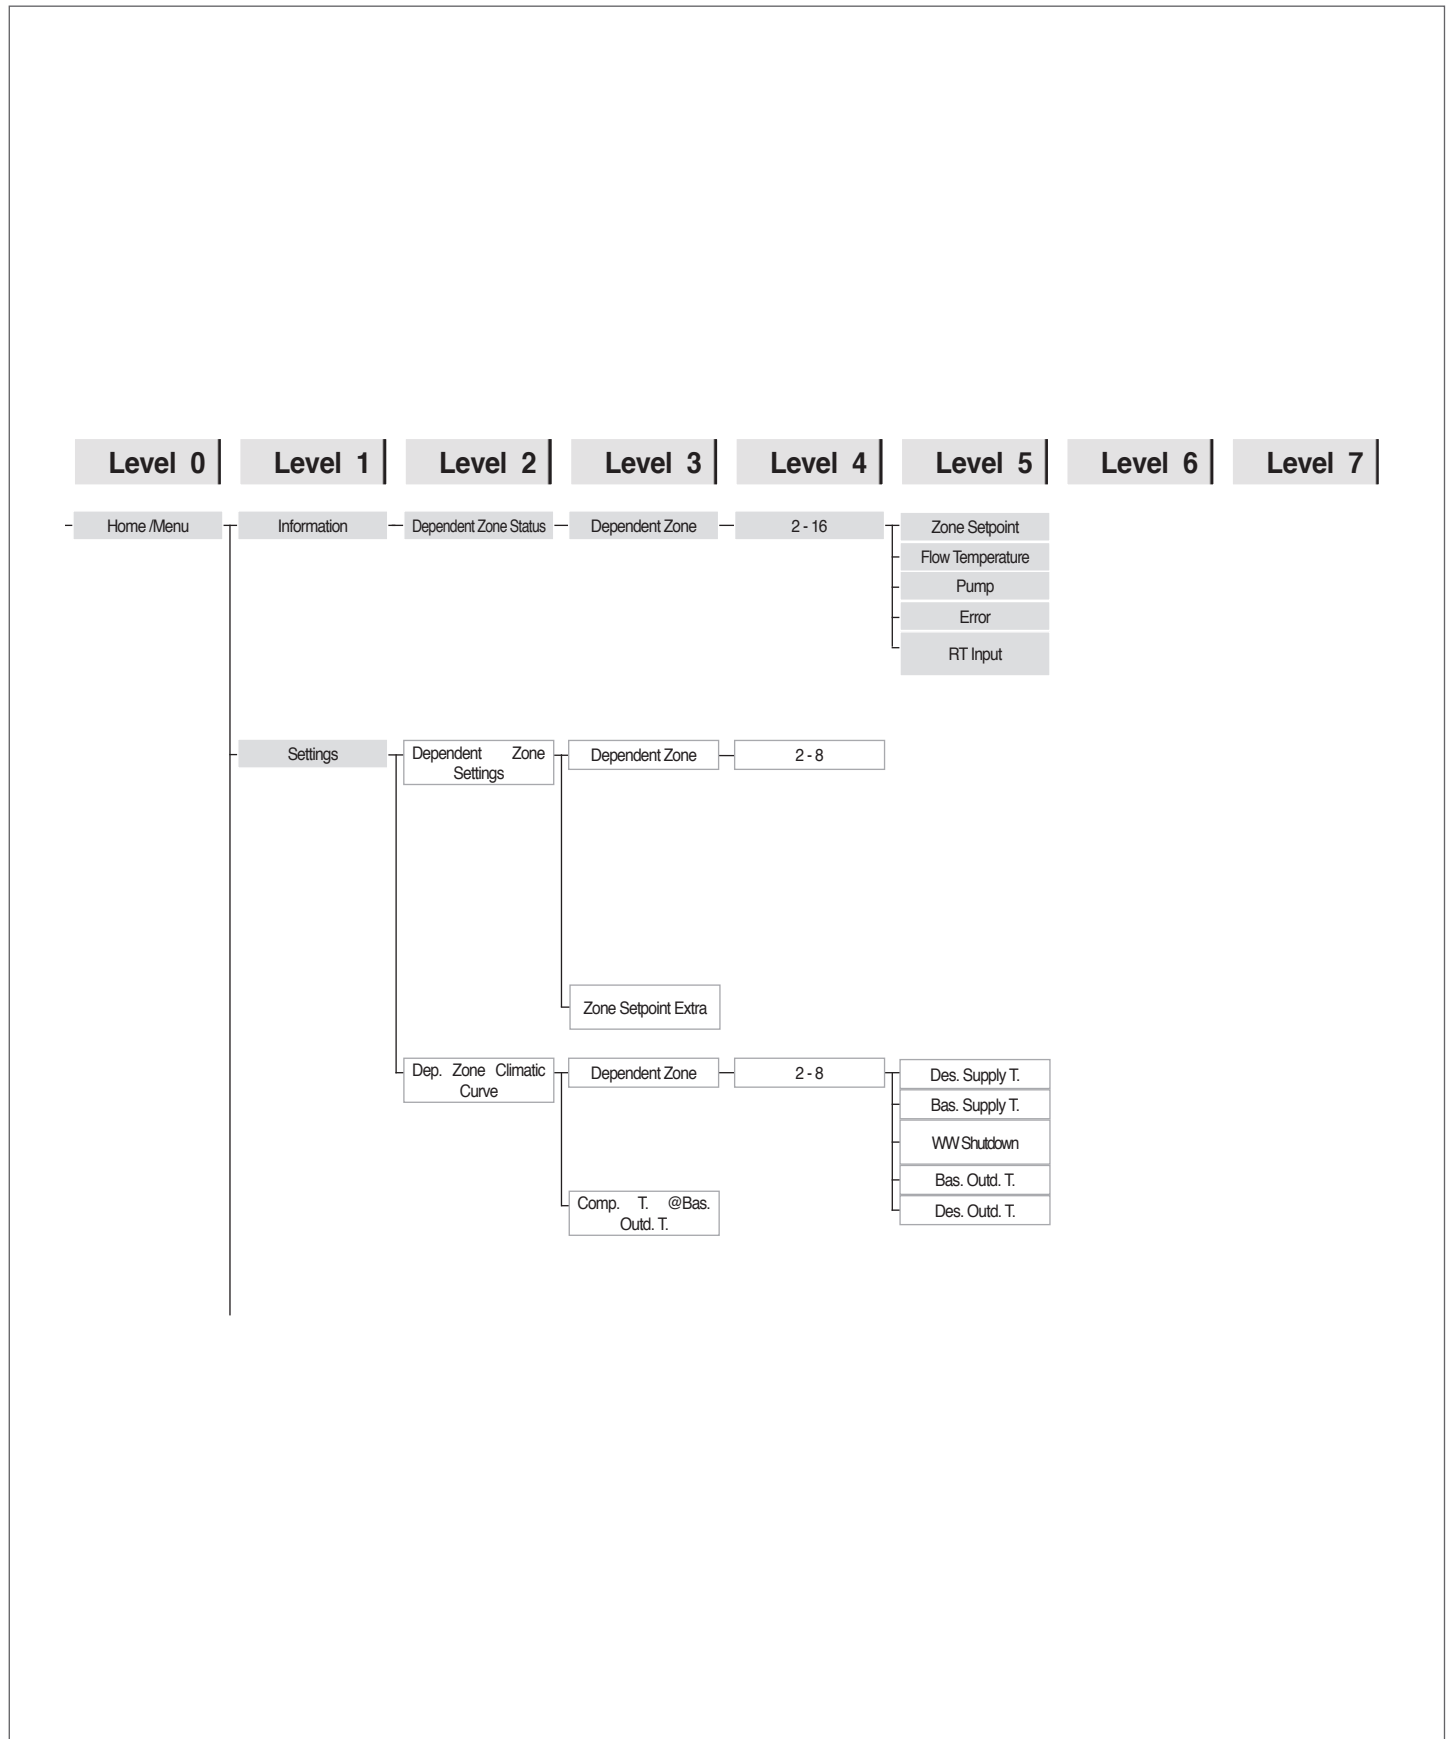 Level 0 Level 1 Level 2 Level 3 Level 4 Level 5 Level 6 Level 7
Home /Menu Information Dependent Zone Status Dependent Zone 2 - 16 Zone Setpoint
Flow Temperature
Pump
Error
RT Input
Settings Dependent Zone Settings Dependent Zone 2 - 8
Zone Setpoint Extra
Dep. Zone Climatic Curve Dependent Zone 2 - 8 Des. Supply T.
Bas. Supply T.
WW Shutdown
Bas. Outd. T.
Comp. T. @Bas. Outd. T. Des. Outd. T.